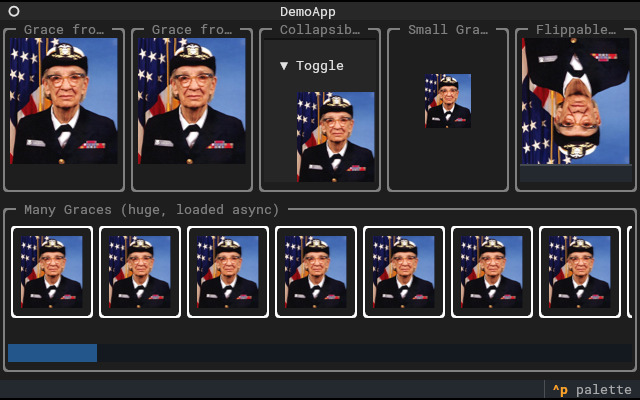 DemoApp
Grace fro…
Grace fro…
Collapsib…
Small Gra…
Flippable…
▼ Toggle
Many Graces (huge, loaded async)
^p palette